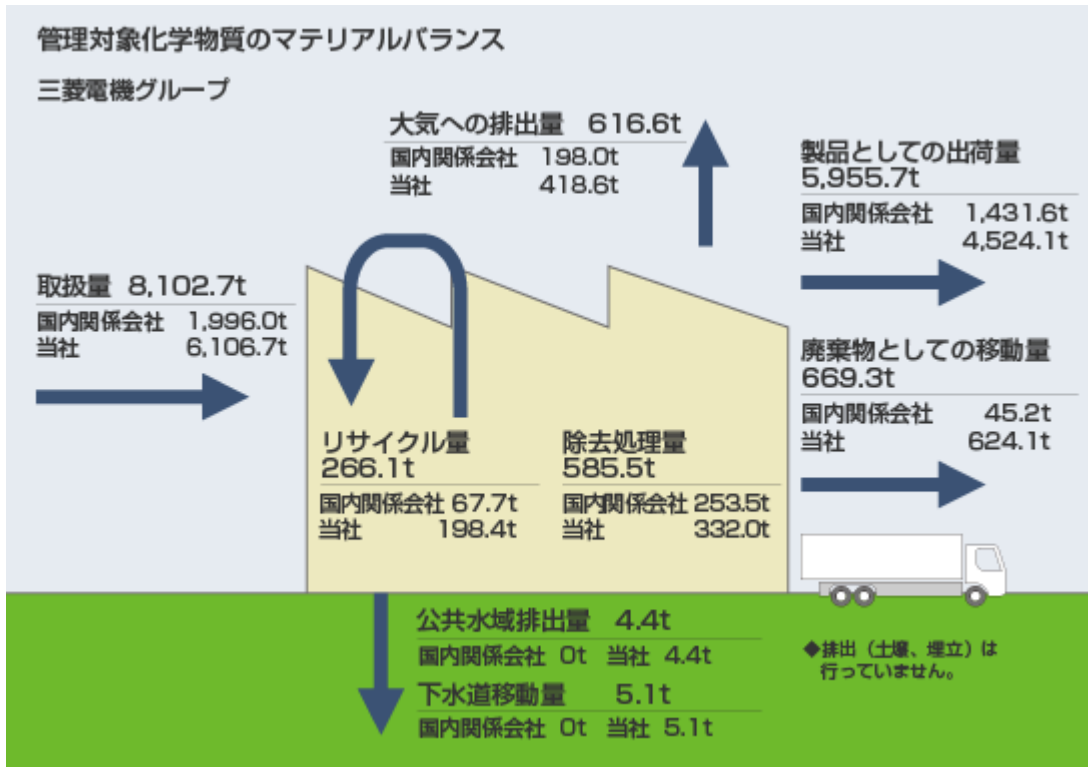 管理対象化学物質のマテリアルバランス
三菱電機グループ
大気への排出量 616.6t
国内関係会社 198.0t
当社 418.6t
製品としての出荷量
5,955.7t
国内関係会社 1,431.6t
当社 4,524.1t
取扱量 8,102.7t
国内関係会社 1,996.0t
当社 6,106.7t
廃棄物としての移動量
669.3t
国内関係会社 45.2t
当社 624.1t
リサイクル量
266.1t
国内関係会社 67.7t
当社 198.4t
除去処理量
585.5t
国内関係会社 253.5t
当社 332.0t
公共水域排出量 4.4t
国内関係会社 0t 当社 4.4t
下水道移動量 5.1t
国内関係会社 0t 当社 5.1t
◆排出（土壌、埋立）は
行っていません。